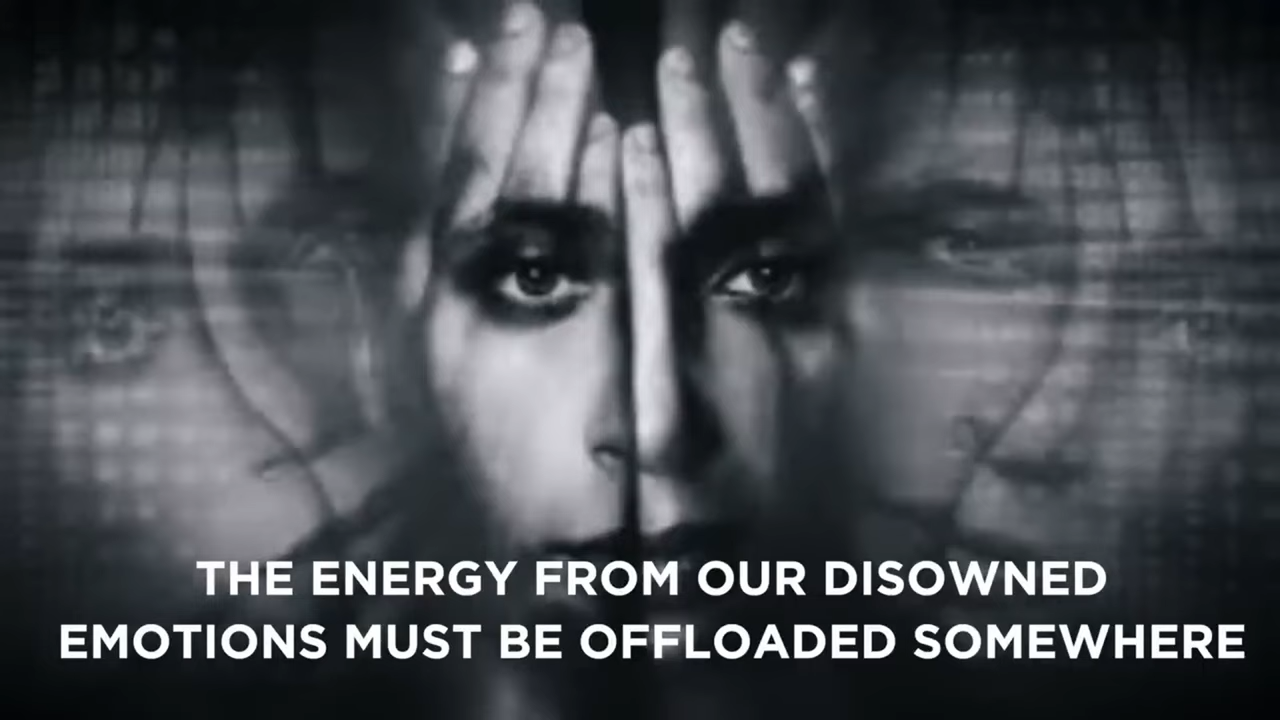 THE ENERGY FROM OUR DISOWNED
EMOTIONS MUST BE OFFLOADED SOMEWHERE